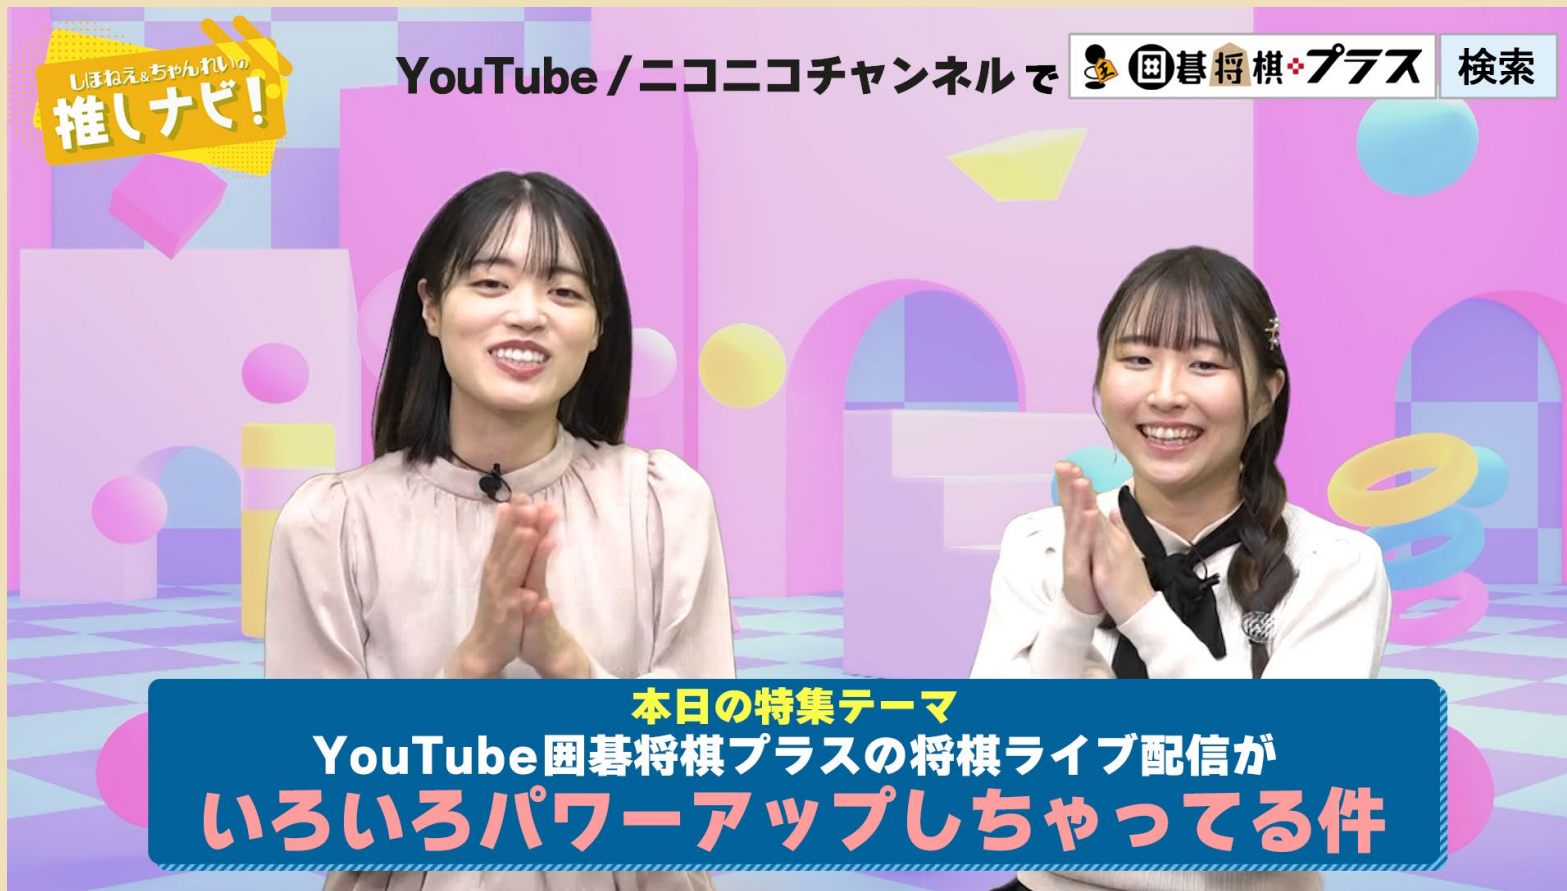 しほねえ&ちゃんれいの
推しナビ!
YouTube/ニコニコチャンネルで 囲碁将棋プラス 検索
本日の特集テーマ
YouTube囲碁将棋プラスの将棋ライブ配信が
いろいろパワーアップしちゃってる件